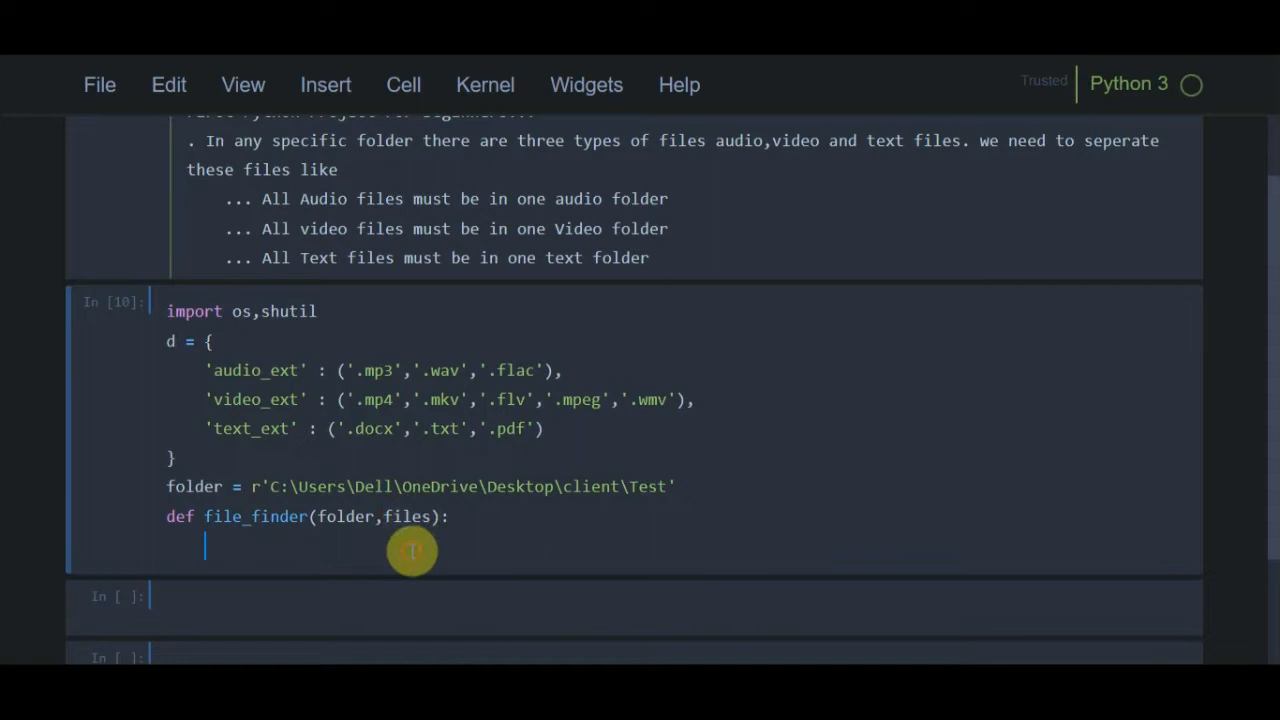 File Edit View Insert Cell Kernel Widgets Help Trusted Python 3
. In any specific folder there are three types of files audio,video and text files. we need to seperate
these files like
... All Audio files must be in one audio folder
... All video files must be in one Video folder
... All Text files must be in one text folder
In [10]:
import os,shutil
d = {
'audio_ext' : ('.mp3','.wav','.flac'),
'video_ext' : ('.mp4','.mkv','.flv','.mpeg','.wmv'),
'text_ext' : ('.docx','.txt','.pdf')
}
folder = r'C:\Users\Dell\OneDrive\Desktop\client\Test'
def file_finder(folder,files):
In [ ]:
In [ ]: